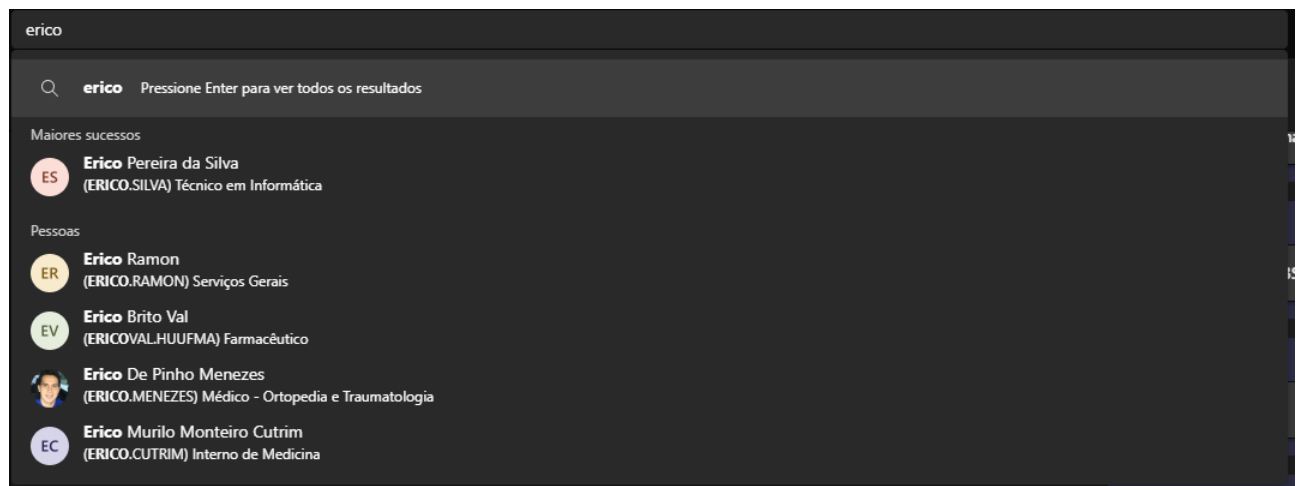 erico
erico Pressione Enter para ver todos os resultados
Maiores sucessos
ES
Erico Pereira da Silva
(ERICO.SILVA) Técnico em Informática
Pessoas
ER
Erico Ramon
(ERICO.RAMON) Serviços Gerais
EV
Erico Brito Val
(ERICOVAL.HUUFMA) Farmacêutico
Erico De Pinho Menezes
(ERICO.MENEZES) Médico - Ortopedia e Traumatologia
EC
Erico Murilo Monteiro Cutrim
(ERICO.CUTRIM) Interno de Medicina